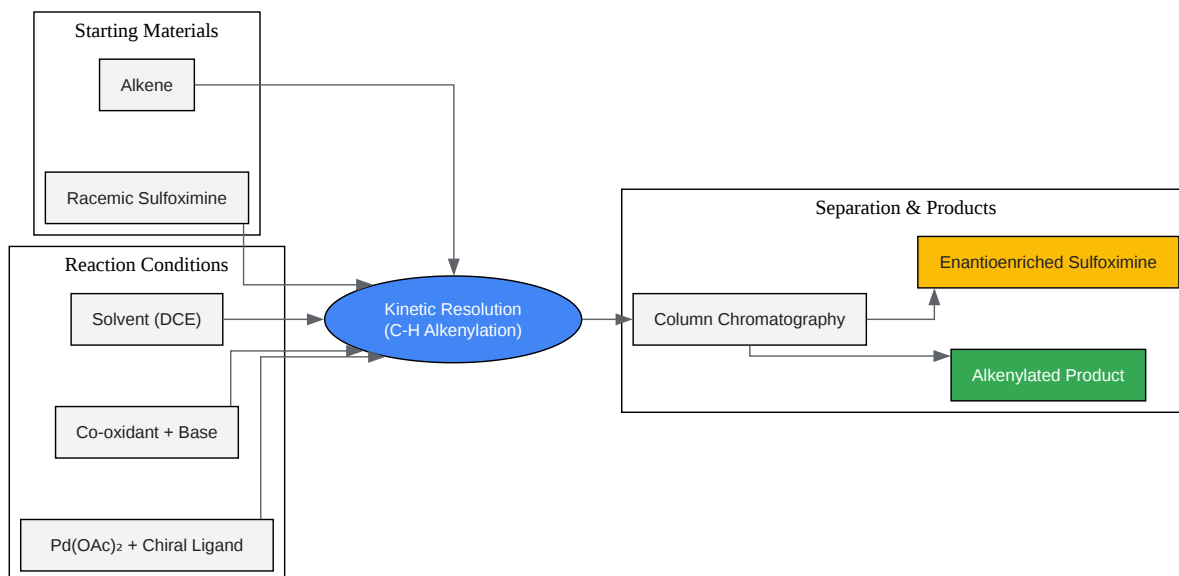 Starting Materials
Alkene
Racemic Sulfoximine
Reaction Conditions
Solvent (DCE)
Co-oxidant + Base
Pd(OAc)₂ + Chiral Ligand
Kinetic Resolution
(C-H Alkenylation)
Separation & Products
Column Chromatography
Enantioenriched Sulfoximine
Alkenylated Product